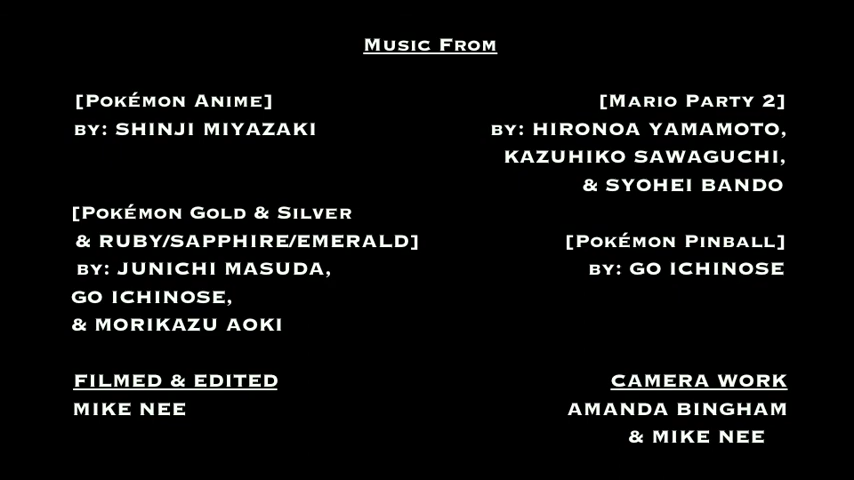 Music From
[Pokémon Anime]
by: SHINJI MIYAZAKI
[Mario Party 2]
by: HIRONOA YAMAMOTO,
KAZUHIKO SAWAGUCHI,
& SYOHEI BANDO
[Pokémon Gold & Silver
& RUBY/SAPPHIRE/EMERALD]
by: JUNICHI MASUDA,
GO ICHINOSE,
& MORIKAZU AOKI
[Pokémon Pinball]
by: GO ICHINOSE
FILMED & EDITED
MIKE NEE
CAMERA WORK
AMANDA BINGHAM
& MIKE NEE